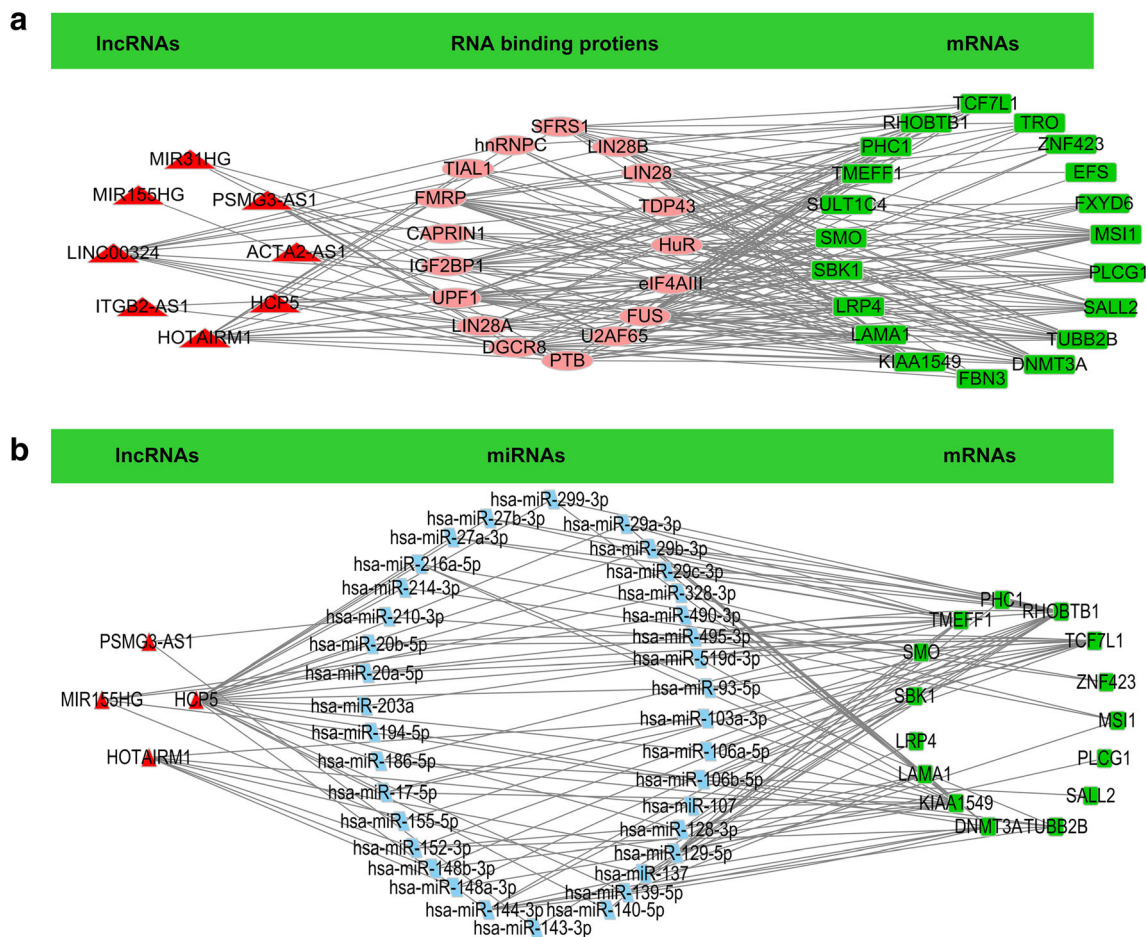 a
lncRNAs RNA binding protiens mRNAs
MIR31HG
MIR155HG
PSMG3-AS1
LINC00324
ACTA2-AS1
ITGB2-AS1
HCP5
HOTAIRM1
SFRS1
hnRNPC
LIN28B
TIAL1
LIN28
FMRP
TDP43
CAPRIN1
HuR
IGF2BP1
eIF4AIII
UPF1
FUS
LIN28A
U2AF65
DGCR8
PTB
TCF7L1
RHOBTB1
TRO
PHC1
ZNF423
TMEFF1
EFS
SULT1C4
FXYD6
SMO
MSI1
SBK1
PLCG1
LRP4
SALL2
LAMA1
TUBB2B
KIAA1549
DNMT3A
FBN3
b
lncRNAs miRNAs mRNAs
PSMG3-AS1
MIR155HG
HCP5
HOTAIRM1
hsa-miR-299-3p
hsa-miR-27b-3p
hsa-miR-27a-3p
hsa-miR-216a-5p
hsa-miR-214-3p
hsa-miR-210-3p
hsa-miR-20b-5p
hsa-miR-20a-5p
hsa-miR-203a
hsa-miR-194-5p
hsa-miR-186-5p
hsa-miR-17-5p
hsa-miR-155-5p
hsa-miR-152-3p
hsa-miR-148b-3p
hsa-miR-148a-3p
hsa-miR-144-3p
hsa-miR-143-3p
hsa-miR-29a-3p
hsa-miR-29b-3p
hsa-miR-29c-3p
hsa-miR-328-3p
hsa-miR-490-3p
hsa-miR-495-3p
hsa-miR-519d-3p
hsa-miR-93-5p
hsa-miR-103a-3p
hsa-miR-106a-5p
hsa-miR-106b-5p
hsa-miR-107
hsa-miR-128-3p
hsa-miR-129-5p
hsa-miR-137
hsa-miR-139-5p
hsa-miR-140-5p
PHC1
RHOBTB1
TMEFF1
TCF7L1
SMO
ZNF423
SBK1
MSI1
LRP4
PLCG1
LAMA1
SALL2
KIAA1549
DNMT3A
TUBB2B